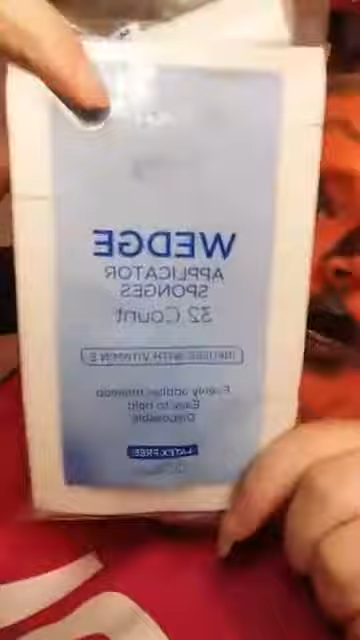 WEDGE
APPLICATOR
SPONGES
32 Count
INFUSED WITH VITAMIN E
Evenly applies makeup
Easy to hold
Disposable
LATEX FREE